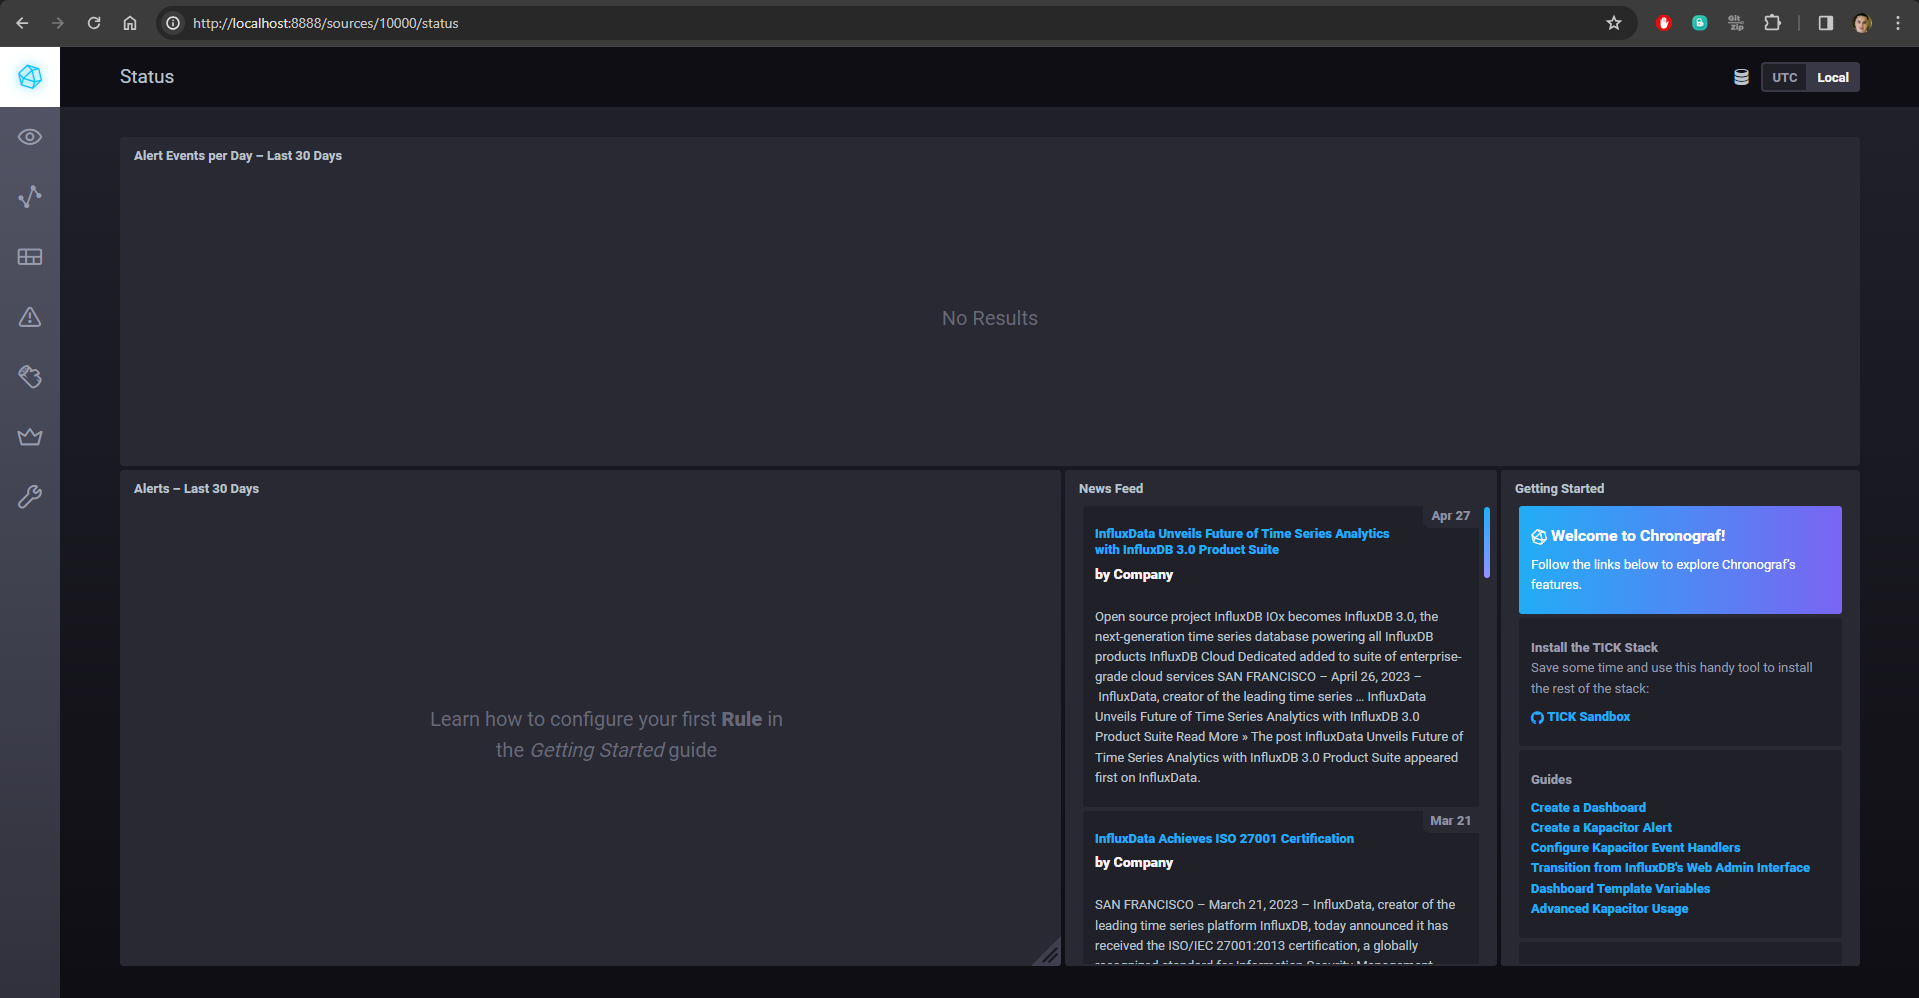 http://localhost:8888/sources/10000/status
Git
zip
Status
UTC
Local
Alert Events per Day – Last 30 Days
No Results
Alerts – Last 30 Days
Learn how to configure your first Rule in
the Getting Started guide
News Feed
Apr 27
InfluxData Unveils Future of Time Series Analytics
with InfluxDB 3.0 Product Suite
by Company
Open source project InfluxDB IOx becomes InfluxDB 3.0, the
next-generation time series database powering all InfluxDB
products InfluxDB Cloud Dedicated added to suite of enterprise-
grade cloud services SAN FRANCISCO – April 26, 2023 –
InfluxData, creator of the leading time series ... InfluxData
Unveils Future of Time Series Analytics with InfluxDB 3.0
Product Suite Read More » The post InfluxData Unveils Future of
Time Series Analytics with InfluxDB 3.0 Product Suite appeared
first on InfluxData.
Mar 21
InfluxData Achieves ISO 27001 Certification
by Company
SAN FRANCISCO – March 21, 2023 – InfluxData, creator of the
leading time series platform InfluxDB, today announced it has
received the ISO/IEC 27001:2013 certification, a globally
recognized standard for Information Security Management
Getting Started
Welcome to Chronograf!
Follow the links below to explore Chronograf’s
features.
Install the TICK Stack
Save some time and use this handy tool to install
the rest of the stack:
TICK Sandbox
Guides
Create a Dashboard
Create a Kapacitor Alert
Configure Kapacitor Event Handlers
Transition from InfluxDB's Web Admin Interface
Dashboard Template Variables
Advanced Kapacitor Usage